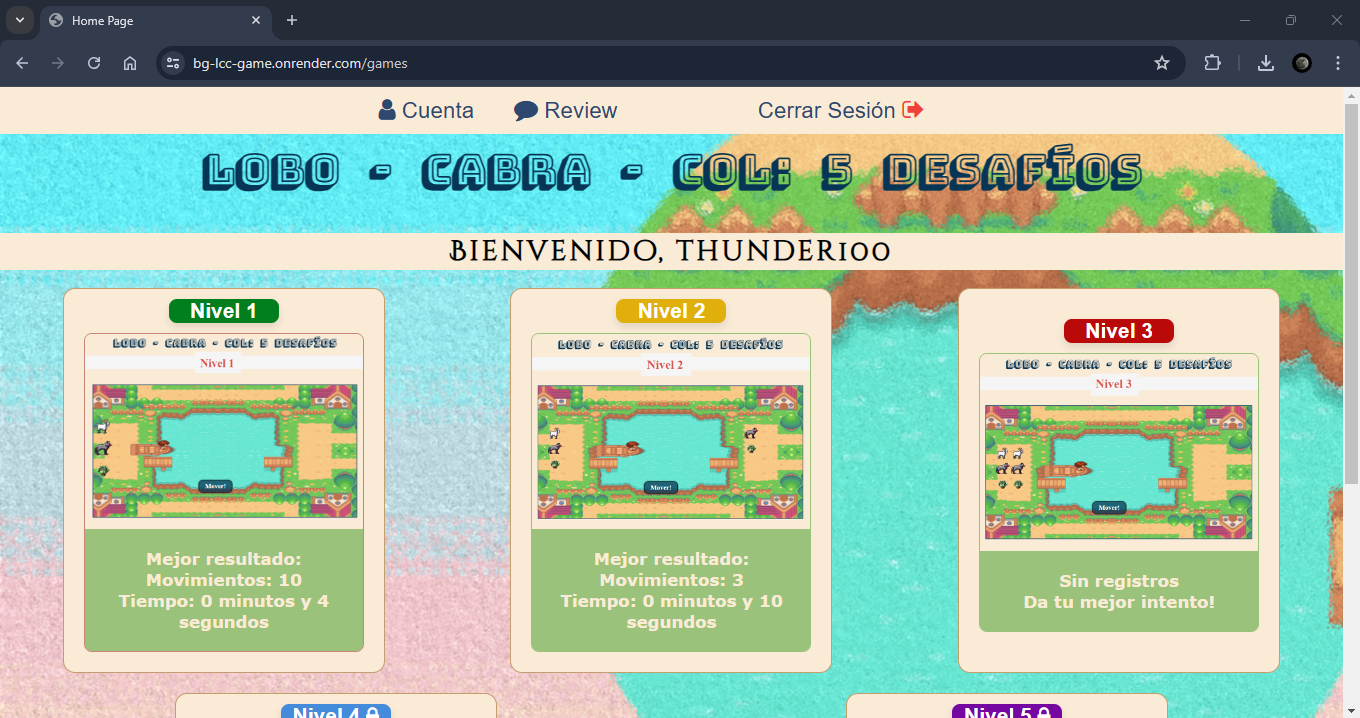 Home Page
bg-lcc-game.onrender.com/games
Cuenta Review Cerrar Sesión
LOBO - CABRA - COL: 5 DESAFÍOS
Bienvenido, thunder100
Nivel 1
LOBO - CABRA - COL: 5 DESAFÍOS
Nivel 1
Mover!
Mejor resultado:
Movimientos: 10
Tiempo: 0 minutos y 4
segundos
Nivel 2
LOBO - CABRA - COL: 5 DESAFÍOS
Nivel 2
Mover!
Mejor resultado:
Movimientos: 3
Tiempo: 0 minutos y 10
segundos
Nivel 3
LOBO - CABRA - COL: 5 DESAFÍOS
Nivel 3
Mover!
Sin registros
Da tu mejor intento!
Nivel 4
Nivel 5